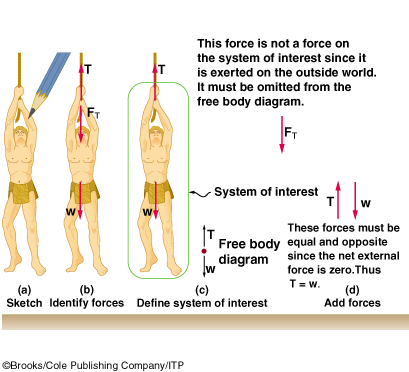 This force is not a force on
the system of interest since it
is exerted on the outside world.
It must be omitted from the
free body diagram.
T
T
F_T
F_T
System of interest
w
w
T
w
T
w
Free body
diagram
These forces must be
equal and opposite
since the net external
force is zero.Thus
T = w.
(a)
Sketch
(b)
Identify forces
(c)
Define system of interest
(d)
Add forces
©Brooks/Cole Publishing Company/ITP